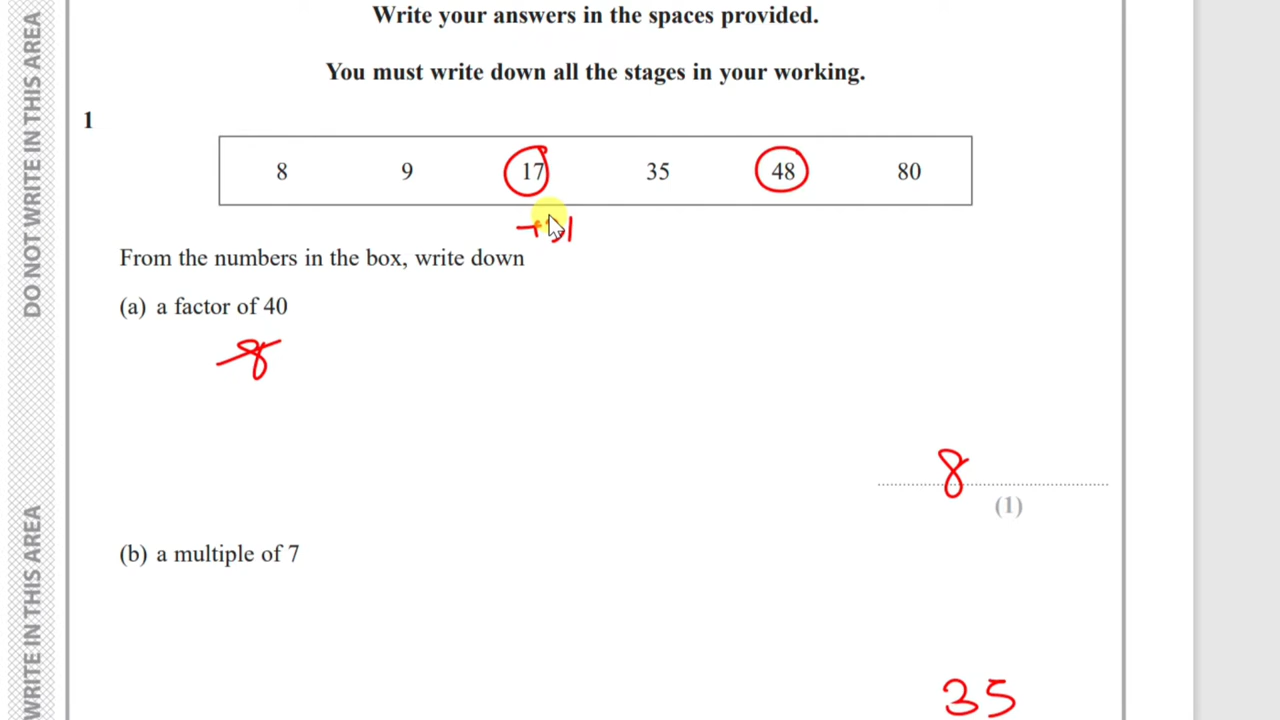 Write your answers in the spaces provided.
You must write down all the stages in your working.
1
8 9 17 35 48 80
From the numbers in the box, write down
(a) a factor of 40
8
8
(1)
(b) a multiple of 7
35
DO NOT WRITE IN THIS AREA
WRITE IN THIS AREA